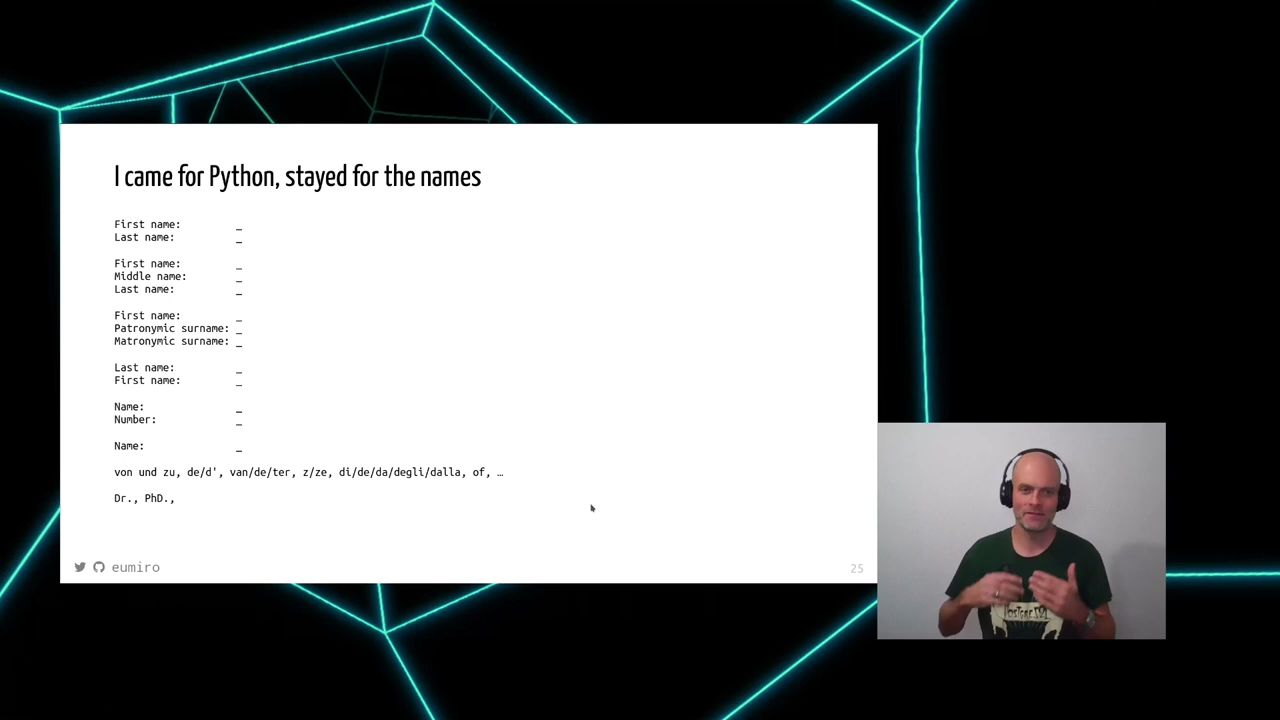 I came for Python, stayed for the names
First name: _
Last name: _
First name: _
Middle name: _
Last name: _
First name: _
Patronymic surname: _
Matronymic surname: _
Last name: _
First name: _
Name: _
Number: _
Name: _
von und zu, de/d', van/de/ter, z/ze, di/de/da/degli/dalla, of, …
Dr., PhD.,
eumiro
25
PostgreSQL